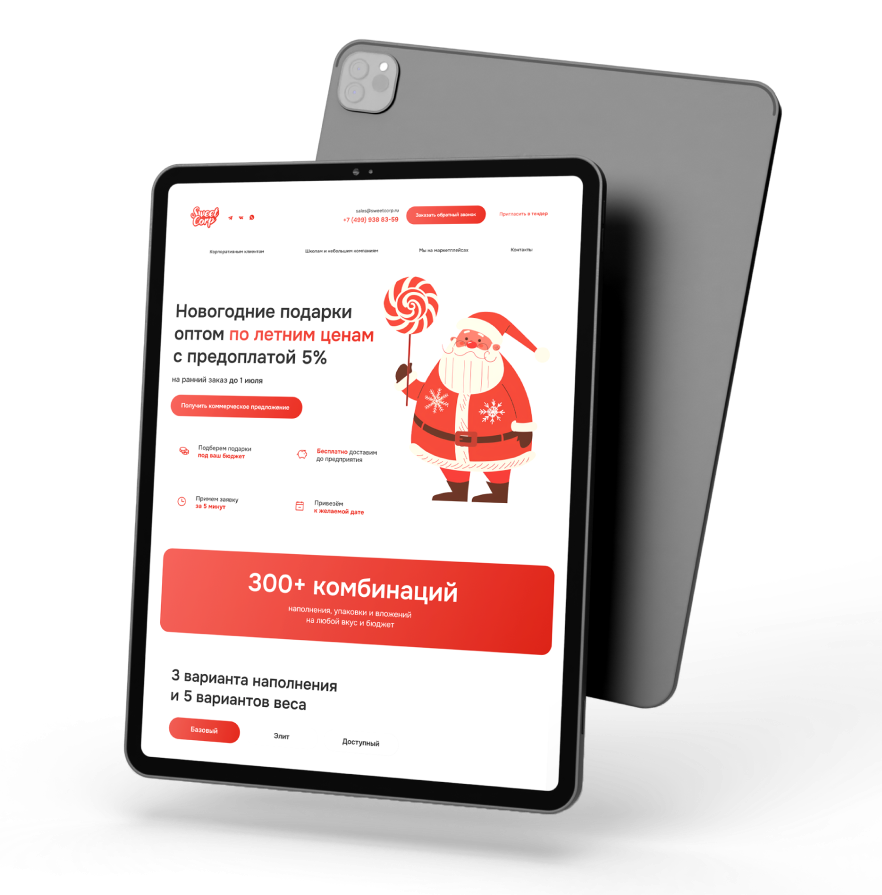 Sweet
Corp
sales@sweetcorp.ru
+7 (499) 938 63-59
Заказать обратный звонок
Пригласить в тендер
Корпоративным клиентам
Школам и небольшим компаниям
Мы на маркетплейсах
Контакты
Новогодние подарки
оптом по летним ценам
с предоплатой 5%
на ранний заказ до 1 июля
Получить коммерческое предложение
Подберем подарки
под ваш бюджет
Бесплатно доставим
до предприятия
Примем заявку
за 5 минут
Привезём
к желаемой дате
300+ комбинаций
наполнения, упаковки и вложений
на любой вкус и бюджет
3 варианта наполнения
и 5 вариантов веса
Базовый
Элит
Доступный